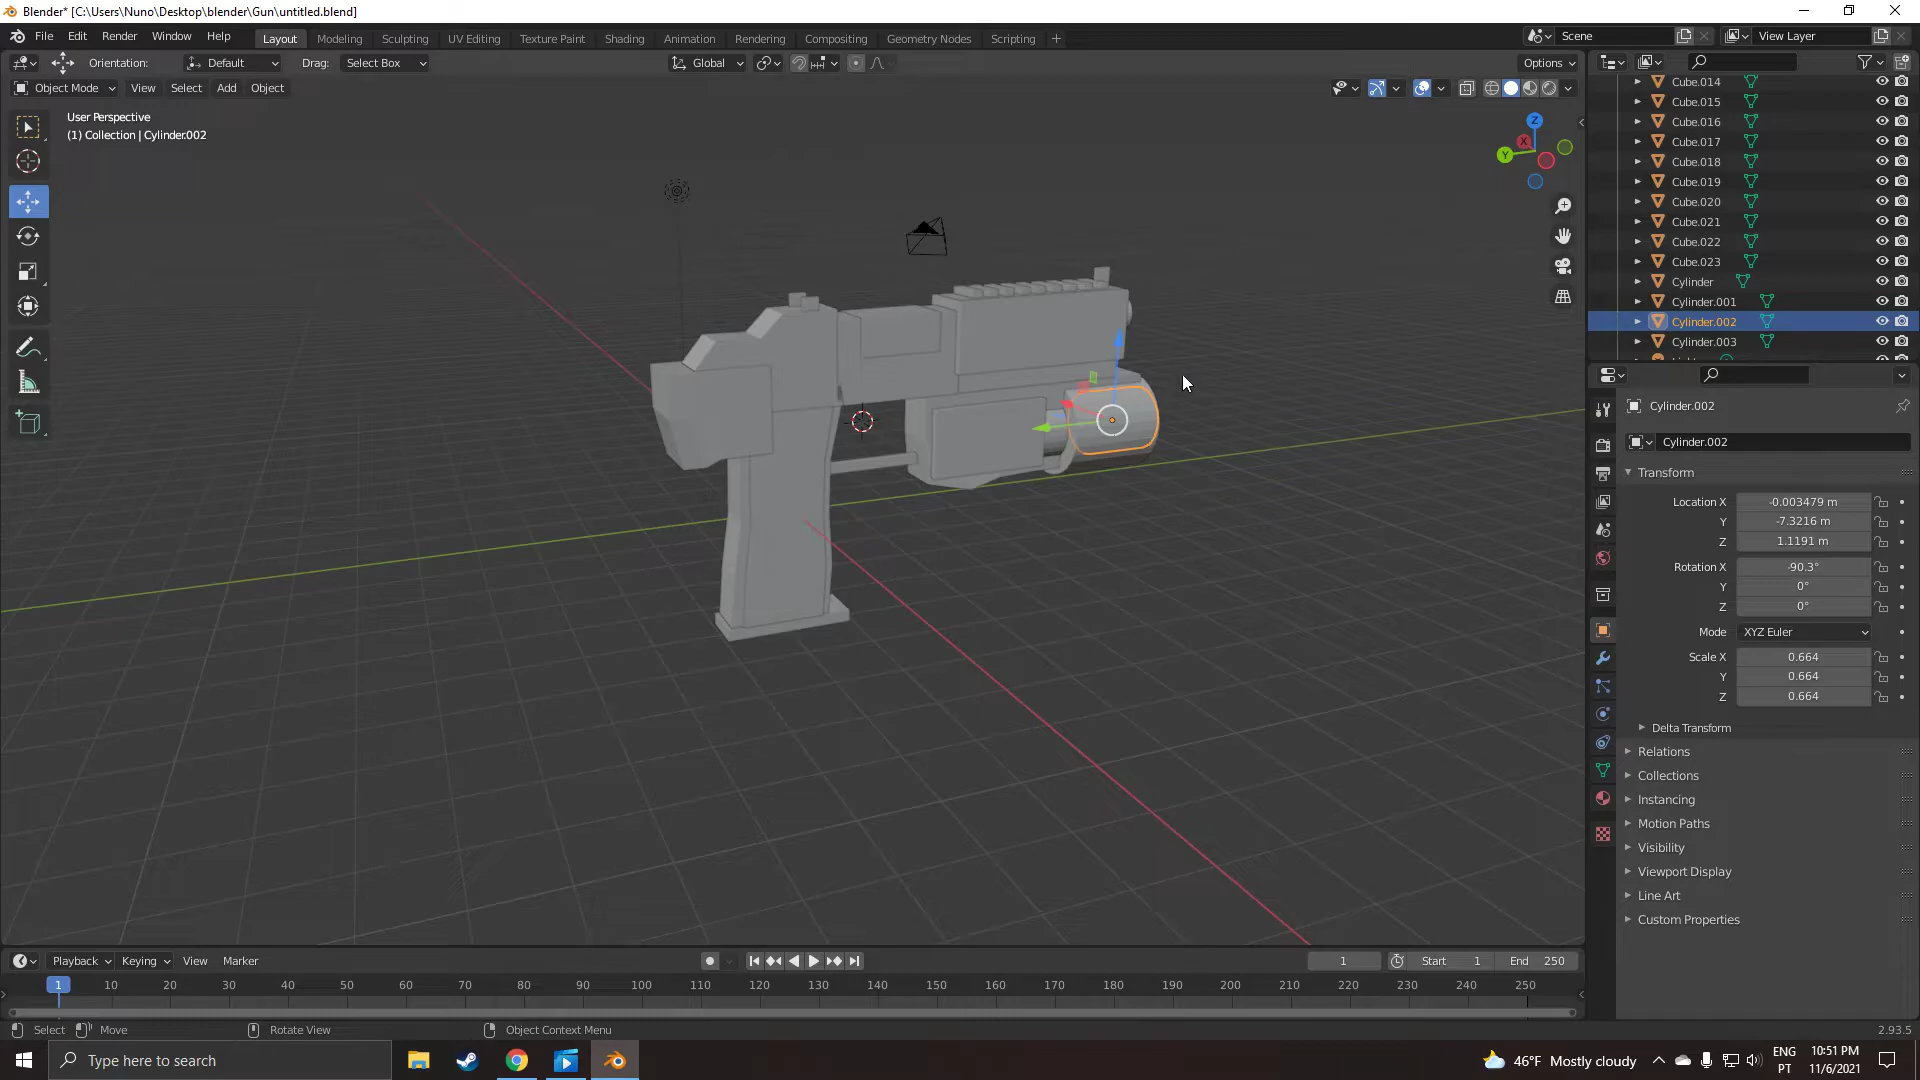 Blender* [C:\Users\Nuno\Desktop\blender\Gun\untitled.blend]
File Edit Render Window Help Layout Modeling Sculpting UV Editing Texture Paint Shading Animation Rendering Compositing Geometry Nodes Scripting + Scene View Layer
Orientation: Default Drag: Select Box Global Options
Object Mode View Select Add Object
User Perspective
(1) Collection | Cylinder.002
Z
X
Y
Cube.014
Cube.015
Cube.016
Cube.017
Cube.018
Cube.019
Cube.020
Cube.021
Cube.022
Cube.023
Cylinder
Cylinder.001
Cylinder.002
Cylinder.003
Cylinder.002
Cylinder.002
Transform
Location X -0.003479 m
Y -7.3216 m
Z 1.1191 m
Rotation X -90.3°
Y 0°
Z 0°
Mode XYZ Euler
Scale X 0.664
Y 0.664
Z 0.664
Delta Transform
Relations
Collections
Instancing
Motion Paths
Visibility
Viewport Display
Line Art
Custom Properties
Playback Keying View Marker 1 Start 1 End 250
1 10 20 30 40 50 60 70 80 90 100 110 120 130 140 150 160 170 180 190 200 210 220 230 240 250
Select Move Rotate View Object Context Menu 2.93.5
Type here to search 46°F Mostly cloudy ENG 10:51 PM
PT 11/6/2021